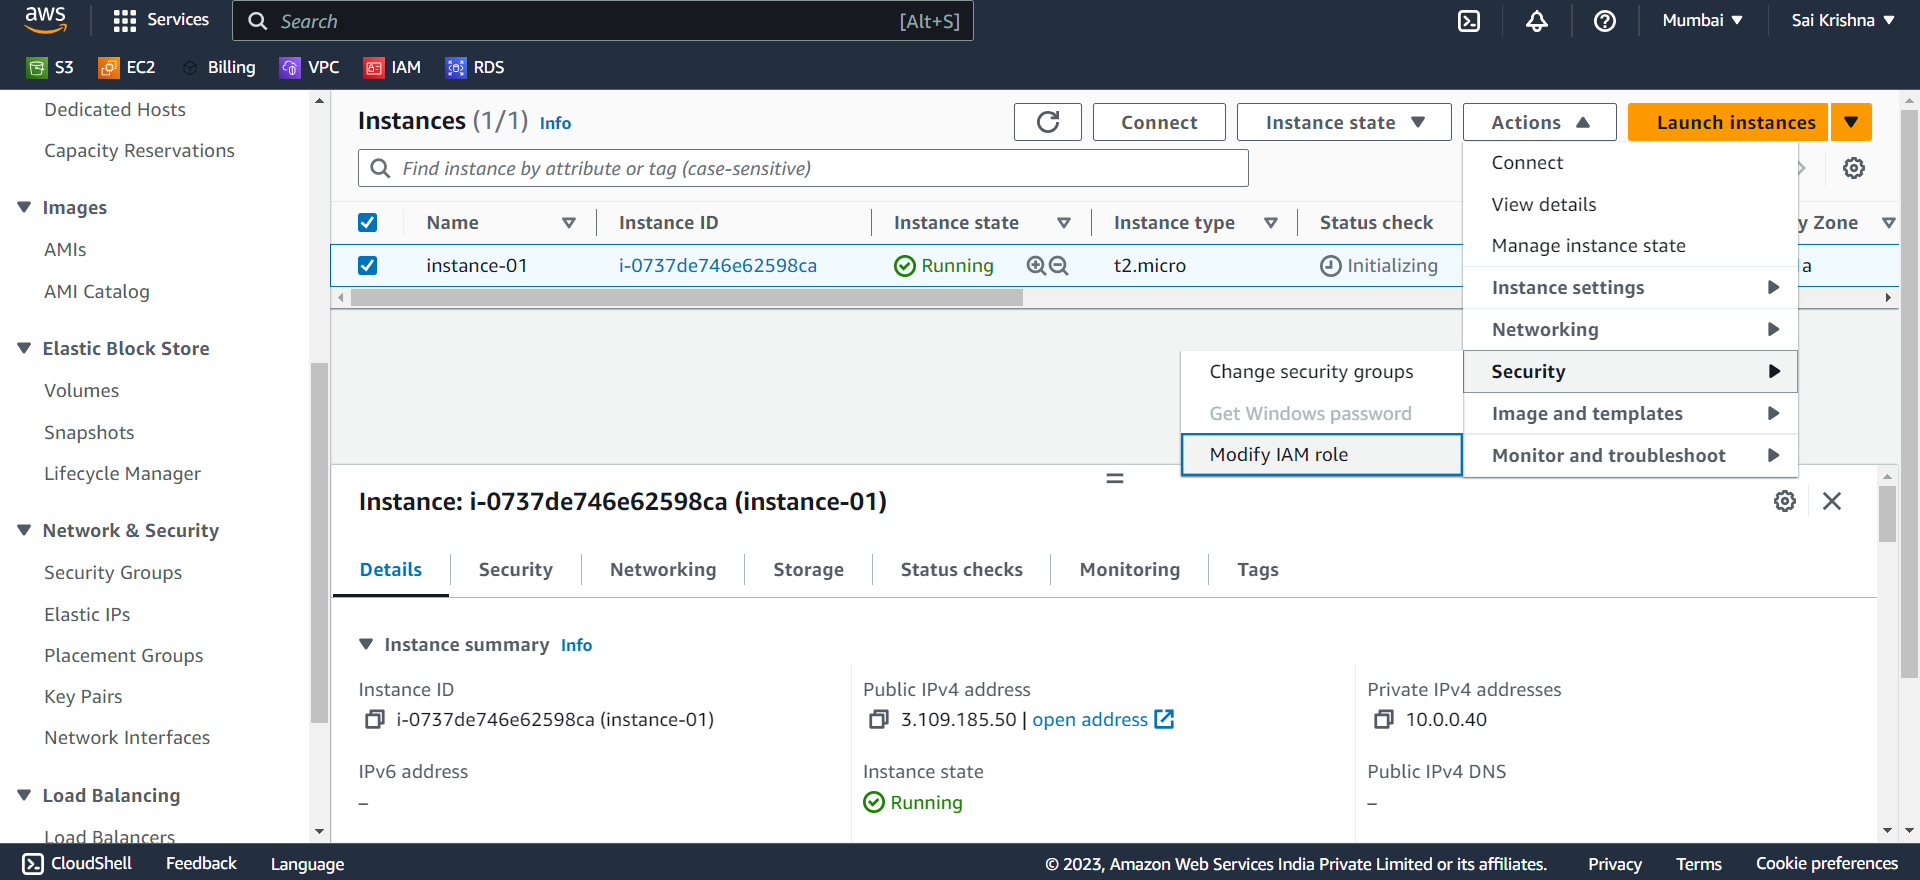 aws
Services
Search
[Alt+S]
Mumbai
Sai Krishna
S3
EC2
Billing
VPC
IAM
RDS
Dedicated Hosts
Capacity Reservations
Images
AMIs
AMI Catalog
Elastic Block Store
Volumes
Snapshots
Lifecycle Manager
Network & Security
Security Groups
Elastic IPs
Placement Groups
Key Pairs
Network Interfaces
Load Balancing
Load Balancers
Instances (1/1) Info
Connect
Instance state
Actions
Launch instances
Find instance by attribute or tag (case-sensitive)
Name
Instance ID
Instance state
Instance type
Status check
y Zone
instance-01
i-0737de746e62598ca
Running
t2.micro
Initializing
a
Connect
View details
Manage instance state
Instance settings
Networking
Security
Image and templates
Monitor and troubleshoot
Change security groups
Get Windows password
Modify IAM role
Instance: i-0737de746e62598ca (instance-01)
Details
Security
Networking
Storage
Status checks
Monitoring
Tags
Instance summary Info
Instance ID
i-0737de746e62598ca (instance-01)
Public IPv4 address
3.109.185.50 | open address
Private IPv4 addresses
10.0.0.40
IPv6 address
–
Instance state
Running
Public IPv4 DNS
–
CloudShell
Feedback
Language
© 2023, Amazon Web Services India Private Limited or its affiliates.
Privacy
Terms
Cookie preferences